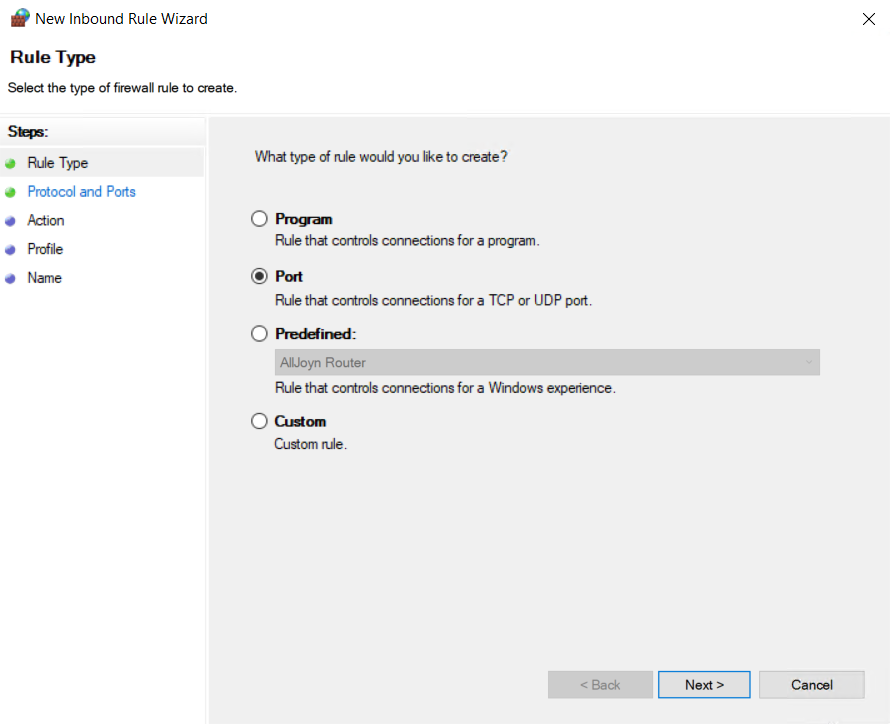 New Inbound Rule Wizard
Rule Type
Select the type of firewall rule to create.
Steps:
Rule Type
Protocol and Ports
Action
Profile
Name
What type of rule would you like to create?
Program
Rule that controls connections for a program.
Port
Rule that controls connections for a TCP or UDP port.
Predefined:
AllJoyn Router
Rule that controls connections for a Windows experience.
Custom
Custom rule.
< Back
Next >
Cancel